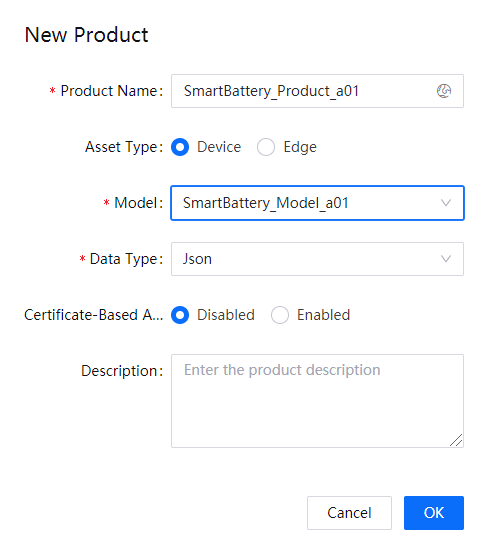 New Product
* Product Name: SmartBattery_Product_a01
Asset Type: Device Edge
* Model: SmartBattery_Model_a01
* Data Type: Json
Certificate-Based A... Disabled Enabled
Description: Enter the product description
Cancel OK